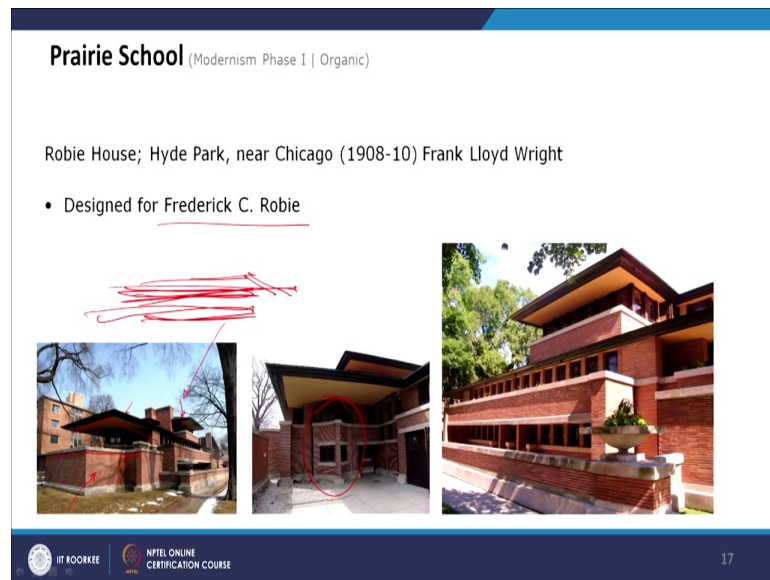 Prairie School (Modernism Phase I | Organic)
Robie House; Hyde Park, near Chicago (1908-10) Frank Lloyd Wright
• Designed for Frederick C. Robie
IIT ROORKEE
NPTEL ONLINE
CERTIFICATION COURSE
NPTEL
17